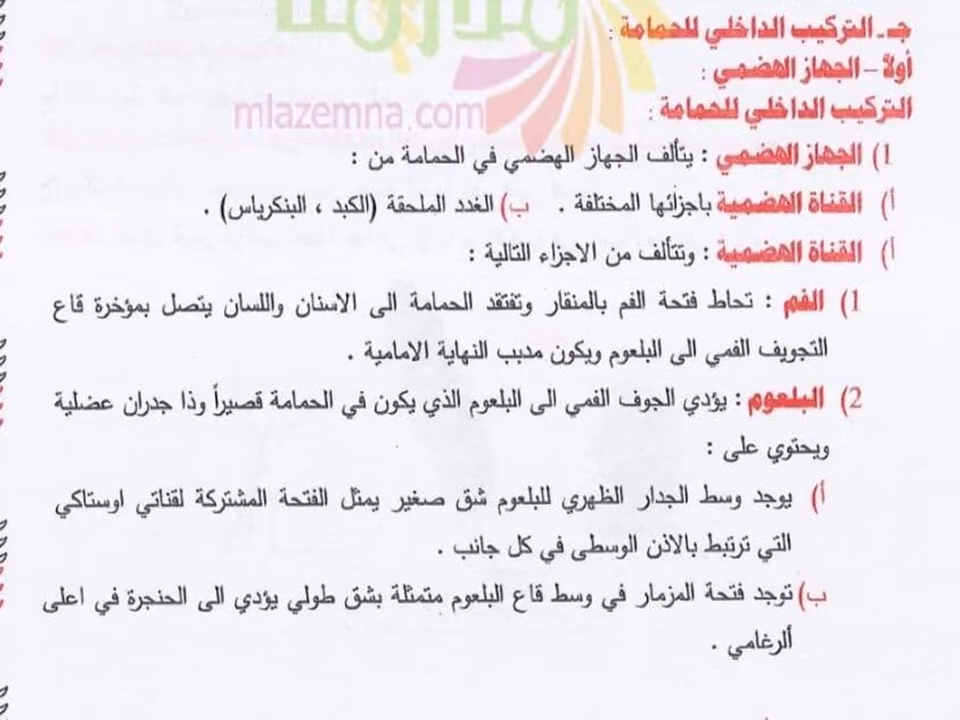 ملازمنا
جـ - التركيب الداخلي للحمامة :
أولاً – الجهاز الهضمي :
التركيب الداخلي للحمامة :
mlazemna.com
1) الجهاز الهضمي : يتألف الجهاز الهضمي في الحمامة من :
أ) القناة الهضمية باجزائها المختلفة . ب) الغدد الملحقة (الكبد ، البنكرياس) .
أ) القناة الهضمية : وتتألف من الاجزاء التالية :
1) الفم : تحاط فتحة الفم بالمنقار وتفتقد الحمامة الى الاسنان واللسان يتصل بمؤخرة قاع
التجويف الفمي الى البلعوم ويكون مدبب النهاية الامامية .
2) البلعوم : يؤدي الجوف الفمي الى البلعوم الذي يكون في الحمامة قصيراً وذا جدران عضلية
ويحتوي على :
أ) يوجد وسط الجدار الظهري للبلعوم شق صغير يمثل الفتحة المشتركة لقناتي اوستاكي
التي ترتبط بالاذن الوسطى في كل جانب .
ب) توجد فتحة المزمار في وسط قاع البلعوم متمثلة بشق طولي يؤدي الى الحنجرة في اعلى
ألرغامي .